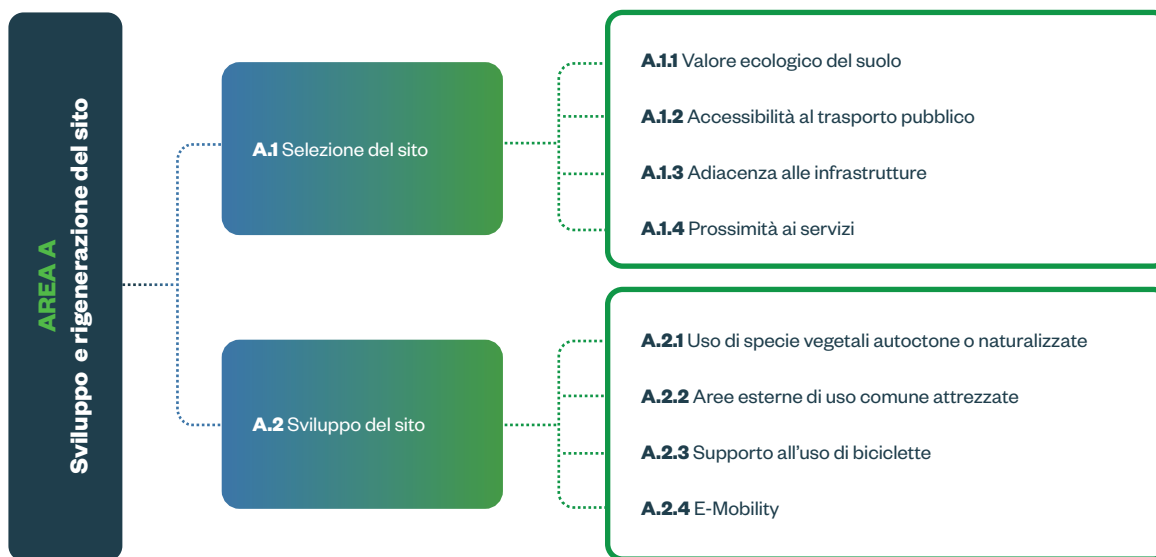 AREA A
Sviluppo e rigenerazione del sito
A.1 Selezione del sito
A.1.1 Valore ecologico del suolo
A.1.2 Accessibilità al trasporto pubblico
A.1.3 Adiacenza alle infrastrutture
A.1.4 Prossimità ai servizi
A.2 Sviluppo del sito
A.2.1 Uso di specie vegetali autoctone o naturalizzate
A.2.2 Aree esterne di uso comune attrezzate
A.2.3 Supporto all'uso di biciclette
A.2.4 E-Mobility